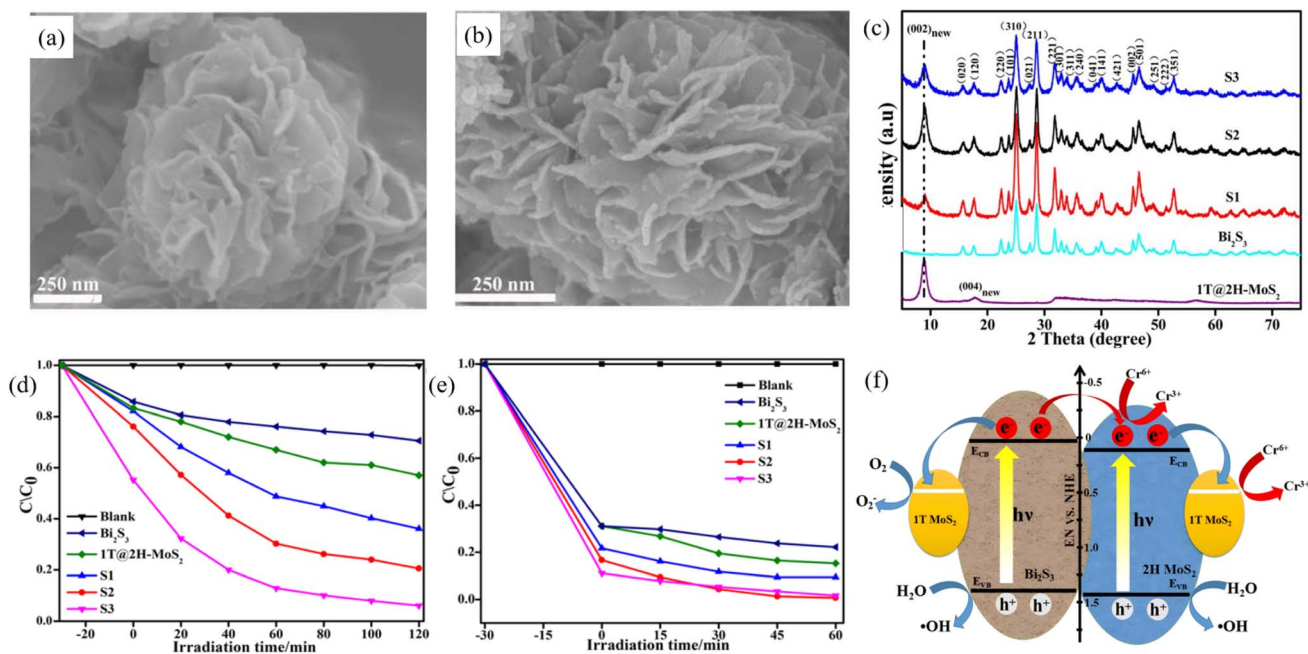 (a)
250 nm
(b)
250 nm
(c)
(002)new
(020)
(120)
(220)
(101)
(310)
(021)
(211)
(221)
(301)
(311)
(240)
(041)
(141)
(421)
(002)
(501)
(251)
(222)
(351)
S3
S2
S1
Bi₂S₃
(004)new
1T@2H-MoS₂
tensity (a.u)
10 20 30 40 50 60 70
2 Theta (degree)
(d)
1.0
0.8
0.6
0.4
0.2
0.0
C\C₀
Blank
Bi₂S₃
1T@2H-MoS₂
S1
S2
S3
-20 0 20 40 60 80 100 120
Irradiation time/min
(e)
1.0
0.8
0.6
0.4
0.2
0.0
C\C₀
Blank
Bi₂S₃
1T@2H-MoS₂
S1
S2
S3
-30 -15 0 15 30 45 60
Irradiation time/min
(f)
-0.5
0
0.5
1.0
1.5
EN vs. NHE
Cr⁶⁺
Cr³⁺
e⁻ e⁻ e⁻ e⁻
E_CB
E_CB
O₂
O₂⁻
1T MoS₂
hν
hν
1T MoS₂
Cr⁶⁺
Cr³⁺
Bi₂S₃
2H MoS₂
E_VB
E_VB
H₂O
•OH
h⁺ h⁺
h⁺ h⁺
H₂O
•OH